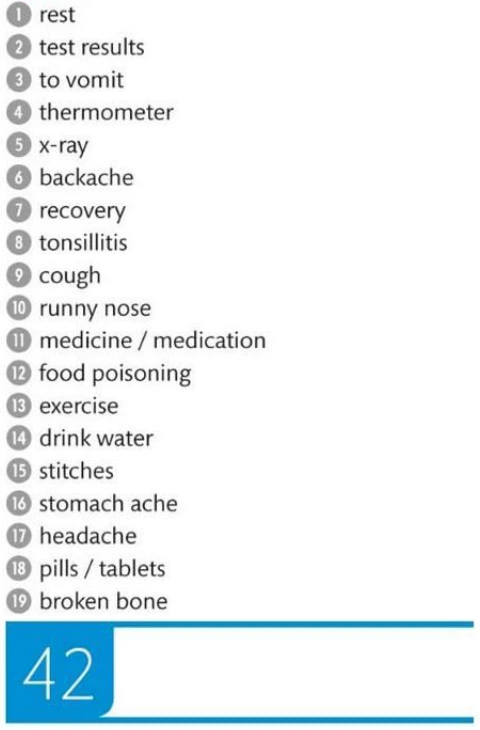 1 rest
2 test results
3 to vomit
4 thermometer
5 x-ray
6 backache
7 recovery
8 tonsillitis
9 cough
10 runny nose
11 medicine / medication
12 food poisoning
13 exercise
14 drink water
15 stitches
16 stomach ache
17 headache
18 pills / tablets
19 broken bone
42